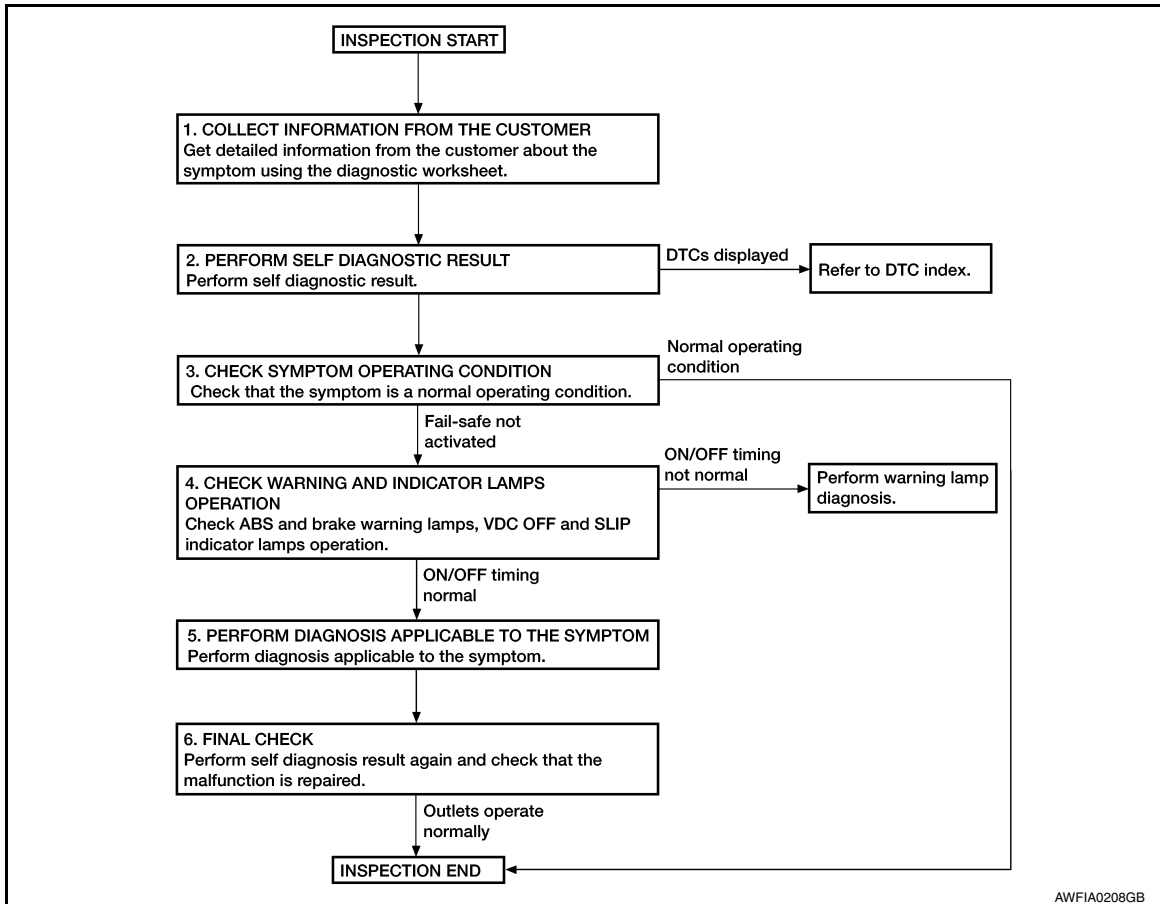 INSPECTION START
1. COLLECT INFORMATION FROM THE CUSTOMER
Get detailed information from the customer about the
symptom using the diagnostic worksheet.
2. PERFORM SELF DIAGNOSTIC RESULT
Perform self diagnostic result.
DTCs displayed
Refer to DTC index.
3. CHECK SYMPTOM OPERATING CONDITION
Check that the symptom is a normal operating condition.
Normal operating
condition
Fail-safe not
activated
4. CHECK WARNING AND INDICATOR LAMPS
OPERATION
Check ABS and brake warning lamps, VDC OFF and SLIP
indicator lamps operation.
ON/OFF timing
not normal
Perform warning lamp
diagnosis.
ON/OFF timing
normal
5. PERFORM DIAGNOSIS APPLICABLE TO THE SYMPTOM
Perform diagnosis applicable to the symptom.
6. FINAL CHECK
Perform self diagnosis result again and check that the
malfunction is repaired.
Outlets operate
normally
INSPECTION END
AWFIA0208GB